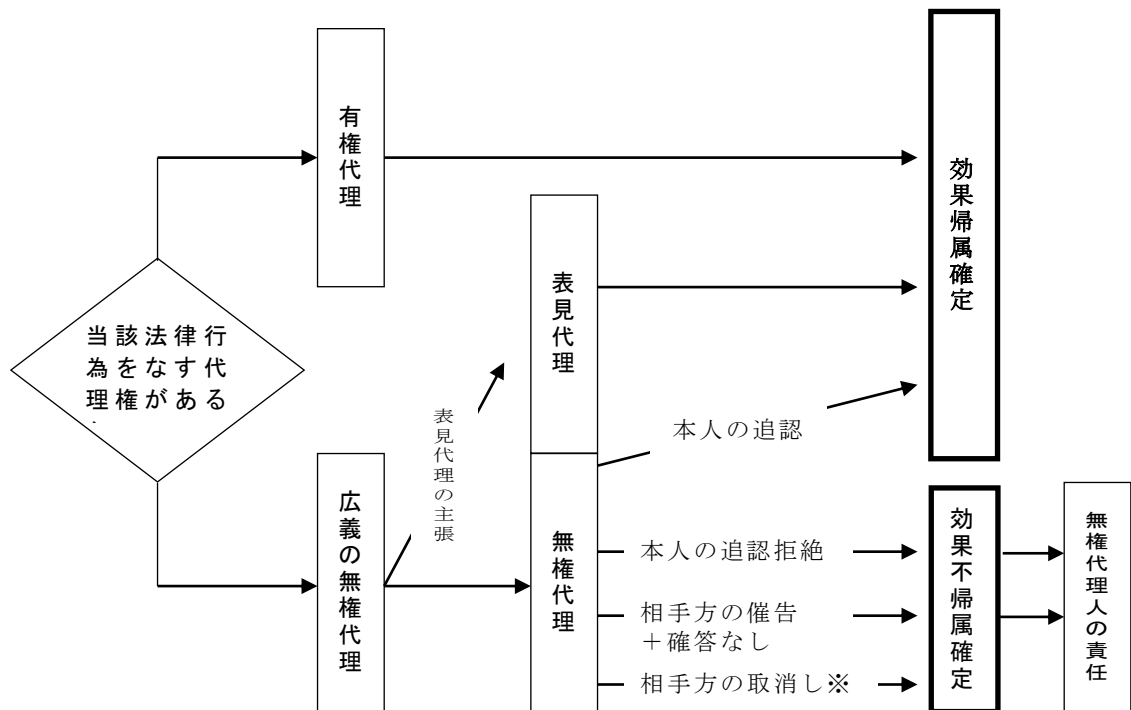 有権代理
効果帰属確定
表見代理
当該法律行
為をなす代
理権がある
表見代理の主張
本人の追認
広義の無権代理
無権代理
本人の追認拒絶
相手方の催告
＋確答なし
相手方の取消し※
効果不帰属確定
無権代理人の責任